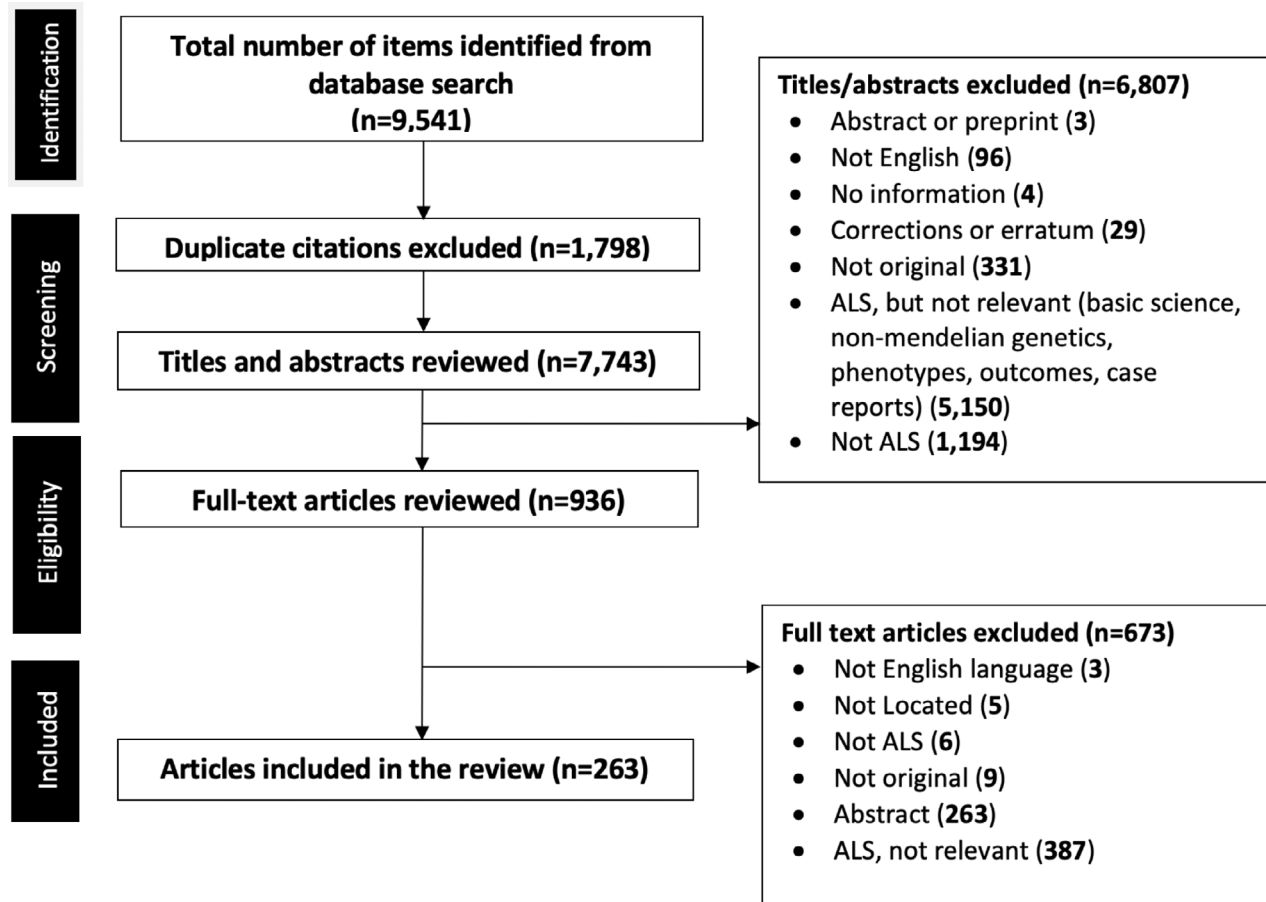 Identification
Total number of items identified from
database search
(n=9,541)
Titles/abstracts excluded (n=6,807)
• Abstract or preprint (3)
• Not English (96)
• No information (4)
• Corrections or erratum (29)
• Not original (331)
• ALS, but not relevant (basic science,
non-mendelian genetics,
phenotypes, outcomes, case
reports) (5,150)
• Not ALS (1,194)
Screening
Duplicate citations excluded (n=1,798)
Titles and abstracts reviewed (n=7,743)
Eligibility
Full-text articles reviewed (n=936)
Full text articles excluded (n=673)
• Not English language (3)
• Not Located (5)
• Not ALS (6)
• Not original (9)
• Abstract (263)
• ALS, not relevant (387)
Included
Articles included in the review (n=263)